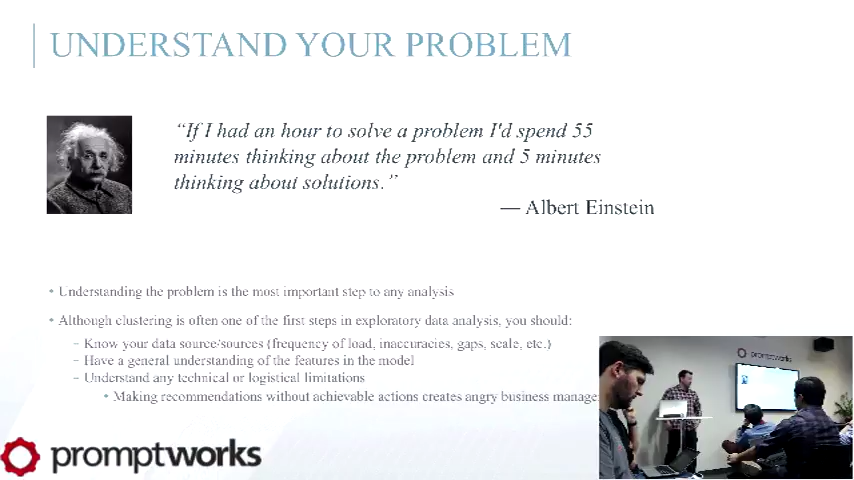 UNDERSTAND YOUR PROBLEM
“If I had an hour to solve a problem I'd spend 55
minutes thinking about the problem and 5 minutes
thinking about solutions.”
— Albert Einstein
• Understanding the problem is the most important step to any analysis
• Although clustering is often one of the first steps in exploratory data analysis, you should:
– Know your data source/sources (frequency of load, inaccuracies, gaps, scale, etc.)
– Have a general understanding of the features in the model
– Understand any technical or logistical limitations
• Making recommendations without achievable actions creates angry business manage
promptworks
promptworks